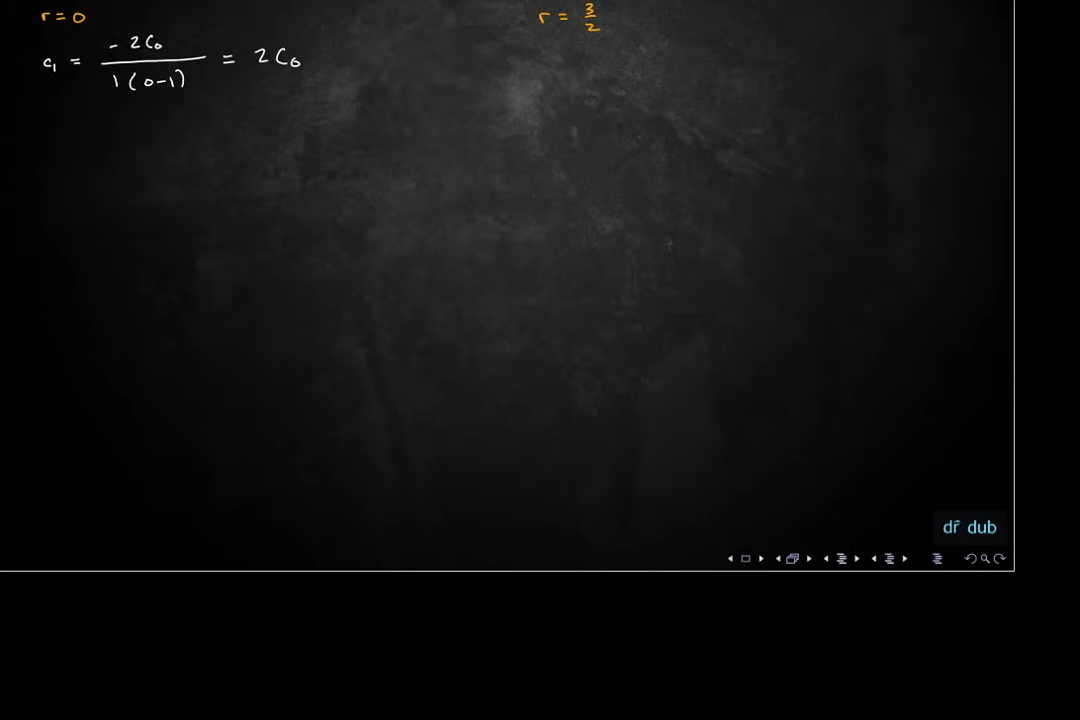 r = 0
r = 3/2
c₁ = -2C₀ / 1(0-1) = 2C₀
dr dub